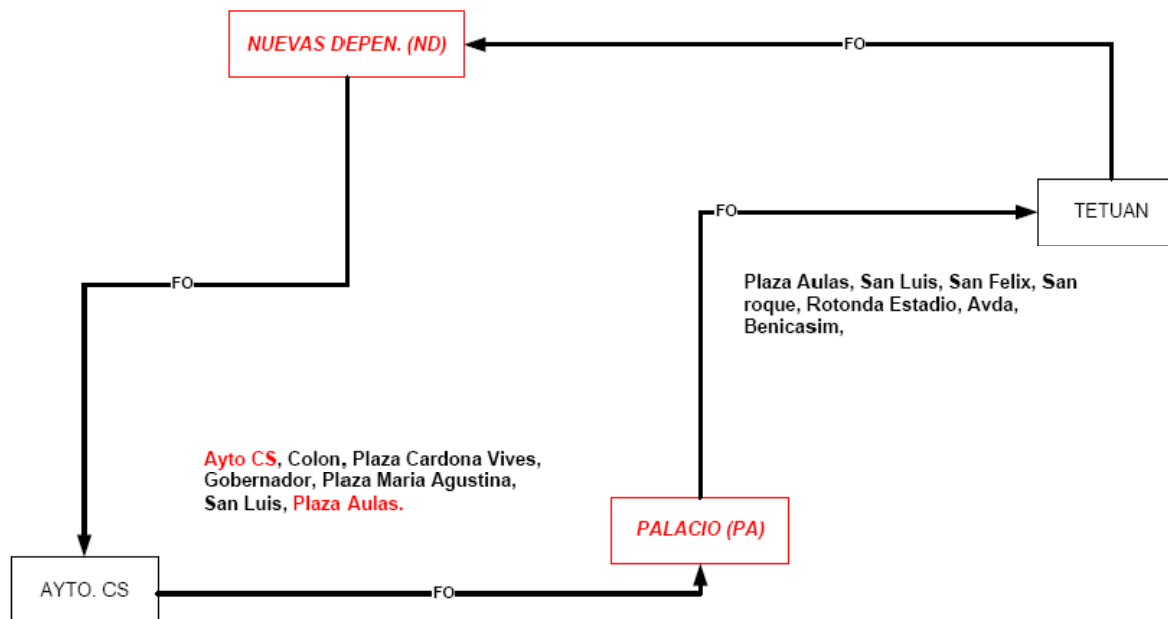 NUEVAS DEPEN. (ND)
FO
TETUAN
FO
FO
Plaza Aulas, San Luis, San Felix, San
roque, Rotonda Estadio, Avda,
Benicasim,
Ayto CS, Colon, Plaza Cardona Vives,
Gobernador, Plaza Maria Agustina,
San Luis, Plaza Aulas.
PALACIO (PA)
AYTO. CS
FO